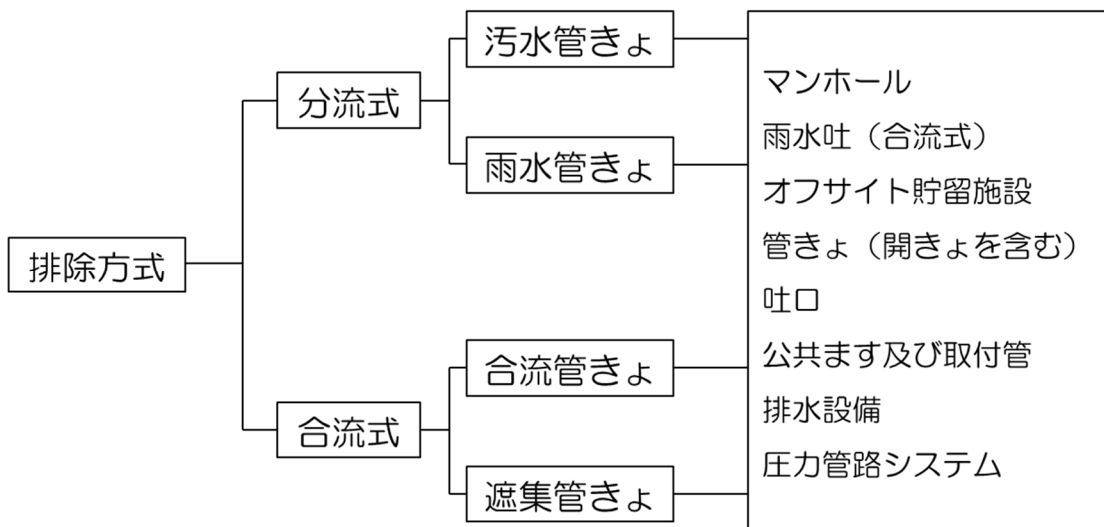 排除方式
分流式
汚水管きょ
雨水管きょ
合流式
合流管きょ
遮集管きょ
マンホール
雨水吐（合流式）
オフサイト貯留施設
管きょ（開きょを含む）
吐口
公共ます及び取付管
排水設備
圧力管路システム